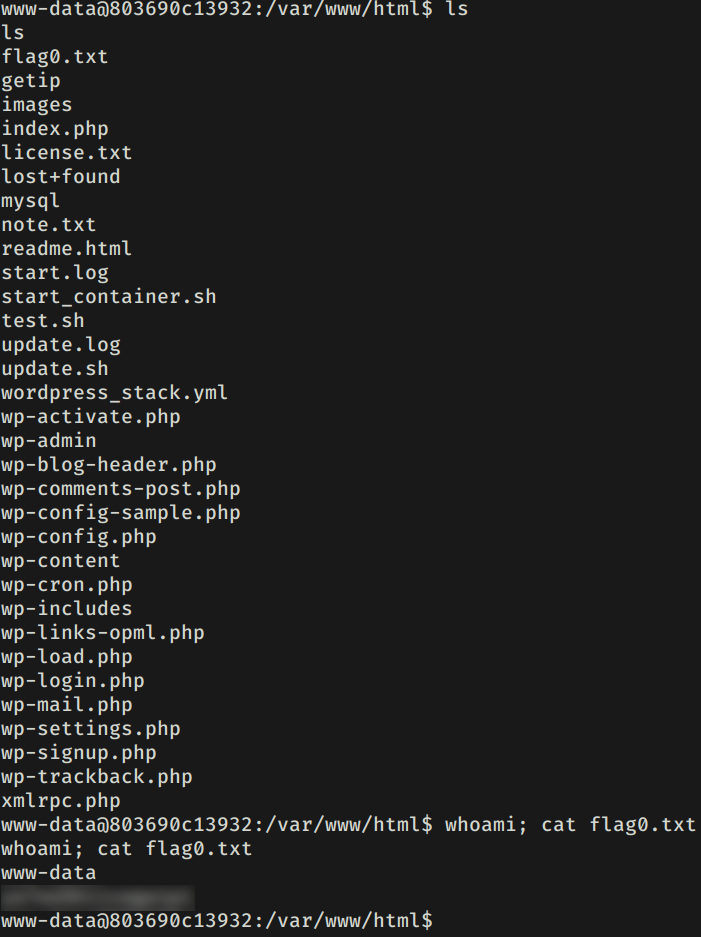 www-data@803690c13932:/var/www/html$ ls
ls
flag0.txt
getip
images
index.php
license.txt
lost+found
mysql
note.txt
readme.html
start.log
start_container.sh
test.sh
update.log
update.sh
wordpress_stack.yml
wp-activate.php
wp-admin
wp-blog-header.php
wp-comments-post.php
wp-config-sample.php
wp-config.php
wp-content
wp-cron.php
wp-includes
wp-links-opml.php
wp-load.php
wp-login.php
wp-mail.php
wp-settings.php
wp-signup.php
wp-trackback.php
xmlrpc.php
www-data@803690c13932:/var/www/html$ whoami; cat flag0.txt
whoami; cat flag0.txt
www-data
www-data@803690c13932:/var/www/html$